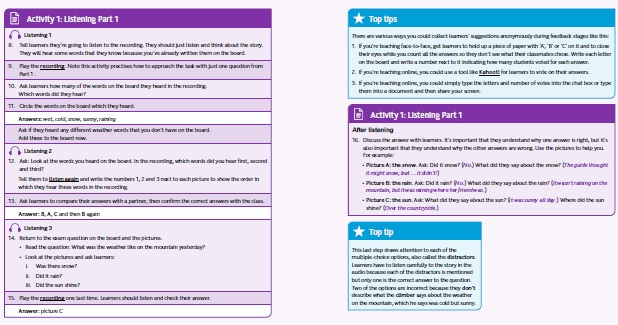 Activity 1: Listening Part 1
Listening 1
8. Tell learners they're going to listen to the recording. They should just listen and think about the story.
They will hear some words that they know because you've already written them on the board.
9. Play the recording. Note this activity practises how to approach the task with just one question from
Part 1.
10. Ask learners how many of the words on the board they heard in the recording.
Which words did they hear?
11. Circle the words on the board which they heard.
Answers: wet, cold, snow, sunny, raining
Ask if they heard any different weather words that you don't have on the board.
Add these to the board now.
Listening 2
12. Ask: Look at the words you heard on the board. In the recording, which words did you hear first, second
and third?
Tell them to listen again and write the numbers 1, 2 and 3 next to each picture to show the order in
which they hear these words in the recording.
13. Ask learners to compare their answers with a partner, then confirm the correct answers with the class.
Answer: B, A, C and then B again
Listening 3
14. Return to the exam question on the board and the pictures.
• Read the question: What was the weather like on the mountain yesterday?
• Look at the pictures and ask learners:
i. Was there snow?
ii. Did it rain?
iii. Did the sun shine?
15. Play the recording one last time. Learners should listen and check their answer.
Answer: picture C
Top tips
There are various ways you could collect learners' suggestions anonymously during feedback stages like this:
1. If you're teaching face-to-face, get learners to hold up a piece of paper with 'A', 'B' or 'C' on it and to close
their eyes while you count all the answers so they don't see what their classmates chose. Write each letter
on the board and write a number next to it indicating how many students voted for each answer.
2. If you're teaching online, you could use a tool like Kahoot! for learners to vote on their answers.
3. If you're teaching online, you could simply type the letters and number of votes into the chat box or type
them into a document and then share your screen.
Activity 1: Listening Part 1
After listening
16. Discuss the answer with learners. It's important that they understand why one answer is right, but it's
also important that they understand why the other answers are wrong. Use the pictures to help you.
For example:
• Picture A: the snow. Ask: Did it snow? (No.) What did they say about the snow? (The guide thought
it might snow, but ... it didn't!)
• Picture B: the rain. Ask: Did it rain? (No.) What did they say about the rain? (It wasn't raining on the
mountain, but it was raining where her friend was.)
• Picture C: the sun. Ask: What did they say about the sun? (It was sunny all day.) Where did the sun
shine? (Over the countryside.)
Top tip
This last step draws attention to each of the
multiple-choice options, also called the distractors.
Learners have to listen carefully to the story in the
audio because each of the distractors is mentioned
but only one is the correct answer to the question.
Two of the options are incorrect because they don't
describe what the climber says about the weather
on the mountain, which he says was cold but sunny.